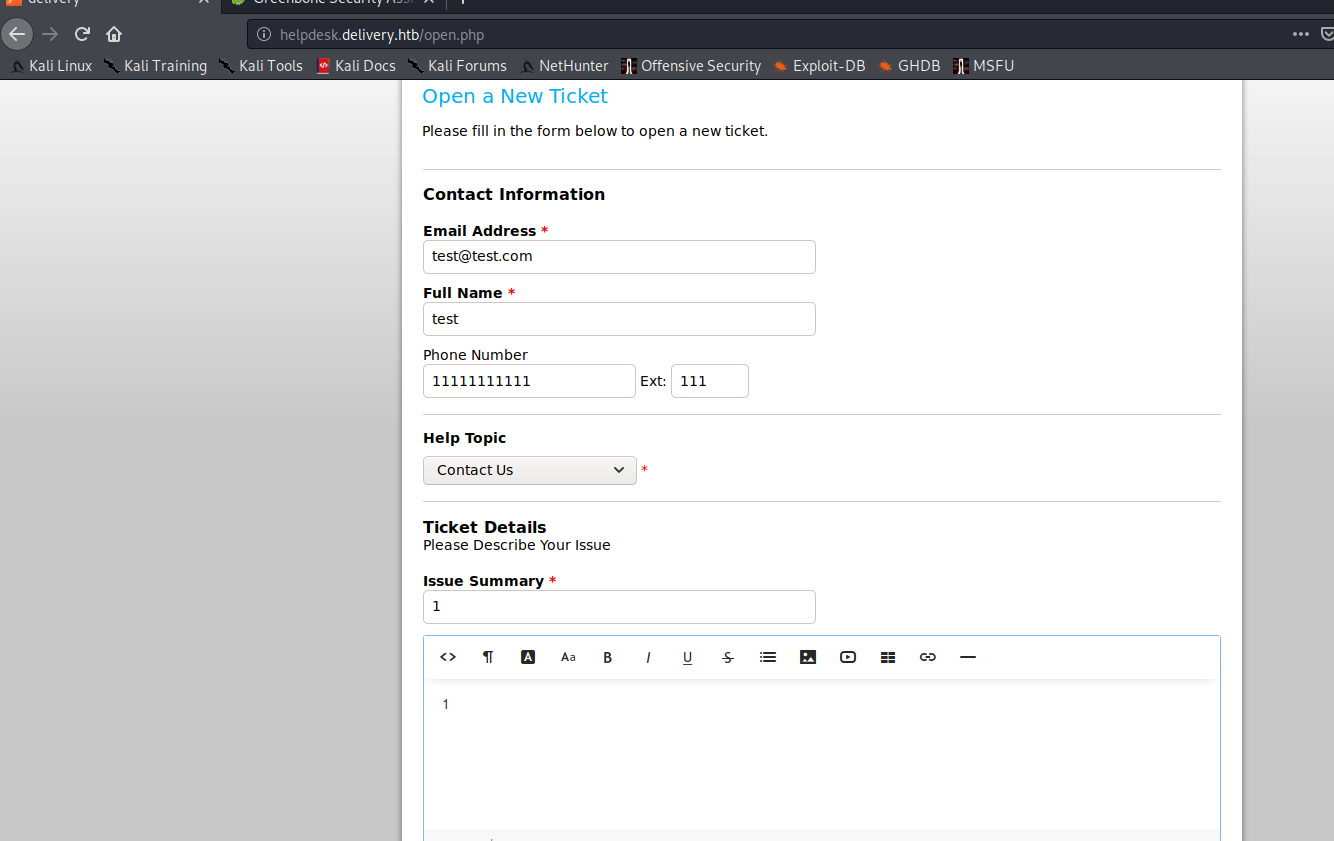 delivery
Greenbone Security Assi
helpdesk.delivery.htb/open.php
Kali Linux Kali Training Kali Tools Kali Docs Kali Forums NetHunter Offensive Security Exploit-DB GHDB MSFU
Open a New Ticket
Please fill in the form below to open a new ticket.
Contact Information
Email Address *
test@test.com
Full Name *
test
Phone Number
11111111111 Ext: 111
Help Topic
Contact Us *
Ticket Details
Please Describe Your Issue
Issue Summary *
1
<> ¶ A Aa B I U S
1